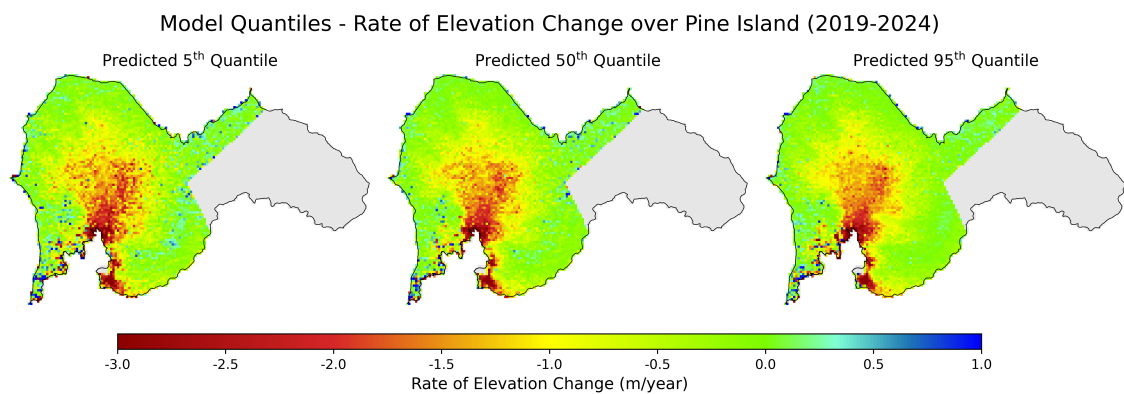 Model Quantiles - Rate of Elevation Change over Pine Island (2019-2024)
Predicted 5th Quantile
Predicted 50th Quantile
Predicted 95th Quantile
-3.0 -2.5 -2.0 -1.5 -1.0 -0.5 0.0 0.5 1.0
Rate of Elevation Change (m/year)